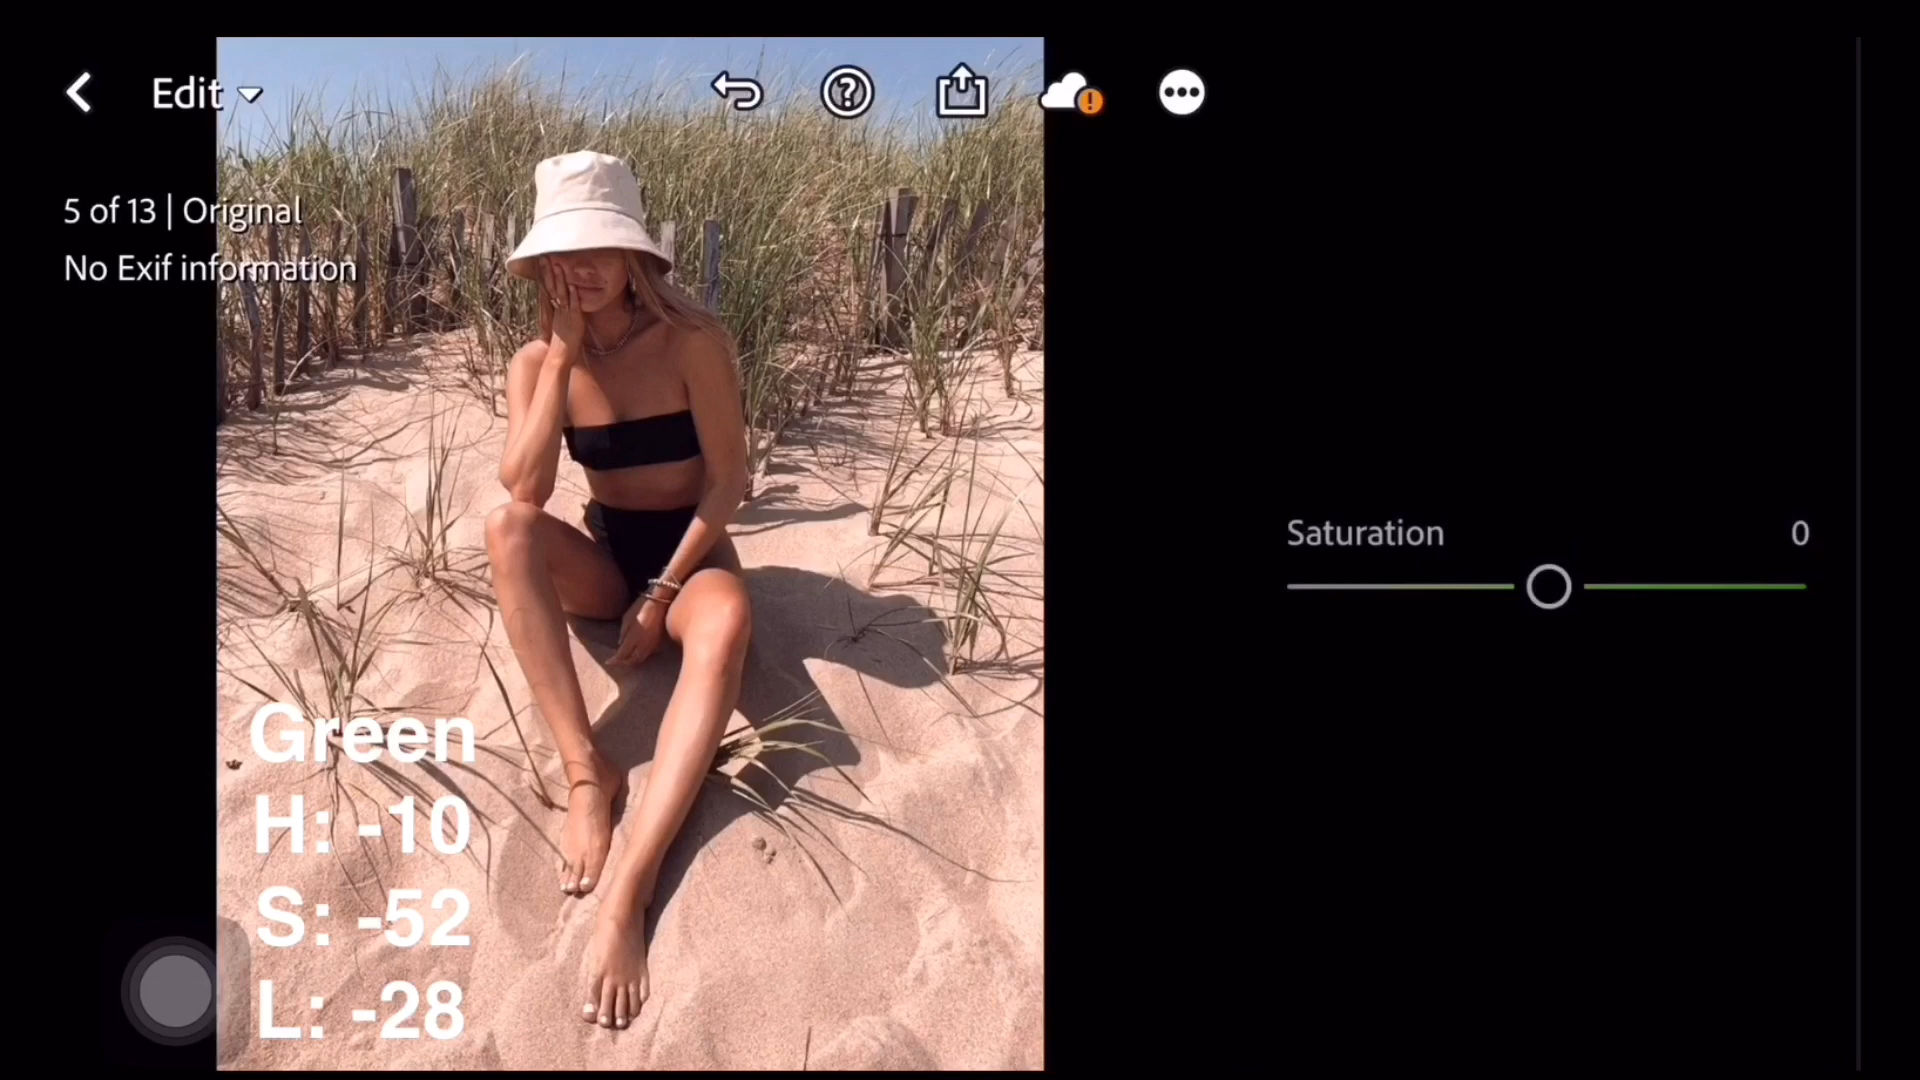 Edit
5 of 13 | Original
No Exif information
Saturation 0
Green
H: -10
S: -52
L: -28